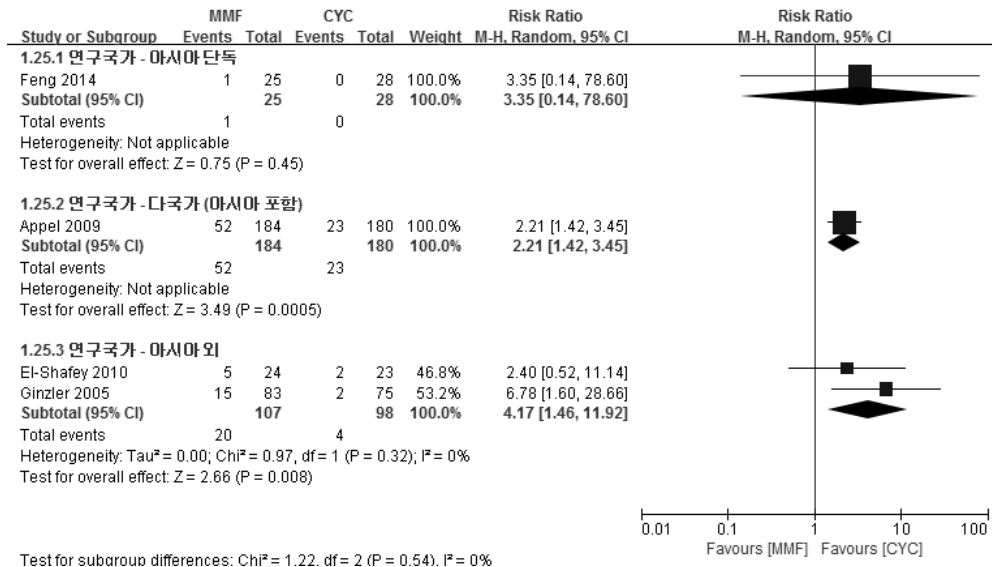 MMF CYC Risk Ratio Risk Ratio
Study or Subgroup Events Total Events Total Weight M-H, Random, 95% CI M-H, Random, 95% CI
1.25.1 연구국가 - 아시아 단독
Feng 2014 1 25 0 28 100.0% 3.35 [0.14, 78.60]
Subtotal (95% CI) 25 28 100.0% 3.35 [0.14, 78.60]
Total events 1 0
Heterogeneity: Not applicable
Test for overall effect: Z = 0.75 (P = 0.45)
1.25.2 연구국가 - 다국가 (아시아 포함)
Appel 2009 52 184 23 180 100.0% 2.21 [1.42, 3.45]
Subtotal (95% CI) 184 180 100.0% 2.21 [1.42, 3.45]
Total events 52 23
Heterogeneity: Not applicable
Test for overall effect: Z = 3.49 (P = 0.0005)
1.25.3 연구국가 - 아시아 외
El-Shafey 2010 5 24 2 23 46.8% 2.40 [0.52, 11.14]
Ginzler 2005 15 83 2 75 53.2% 6.78 [1.60, 28.66]
Subtotal (95% CI) 107 98 100.0% 4.17 [1.46, 11.92]
Total events 20 4
Heterogeneity: Tau² = 0.00; Chi² = 0.97, df = 1 (P = 0.32); I² = 0%
Test for overall effect: Z = 2.66 (P = 0.008)
0.01 0.1 1 10 100
Favours [MMF] Favours [CYC]
Test for subgroup differences: Chi² = 1.22, df = 2 (P = 0.54), I² = 0%